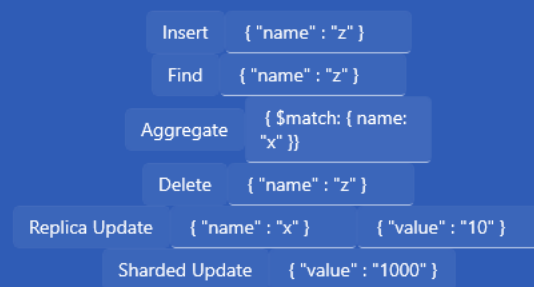 Insert { "name" : "z" }
Find { "name" : "z" }
Aggregate { $match: { name:
"x" }}
Delete { "name" : "z" }
Replica Update { "name" : "x" } { "value" : "10" }
Sharded Update { "value" : "1000" }